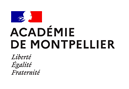 ACADÉMIE
DE MONTPELLIER
Liberté
Égalité
Fraternité